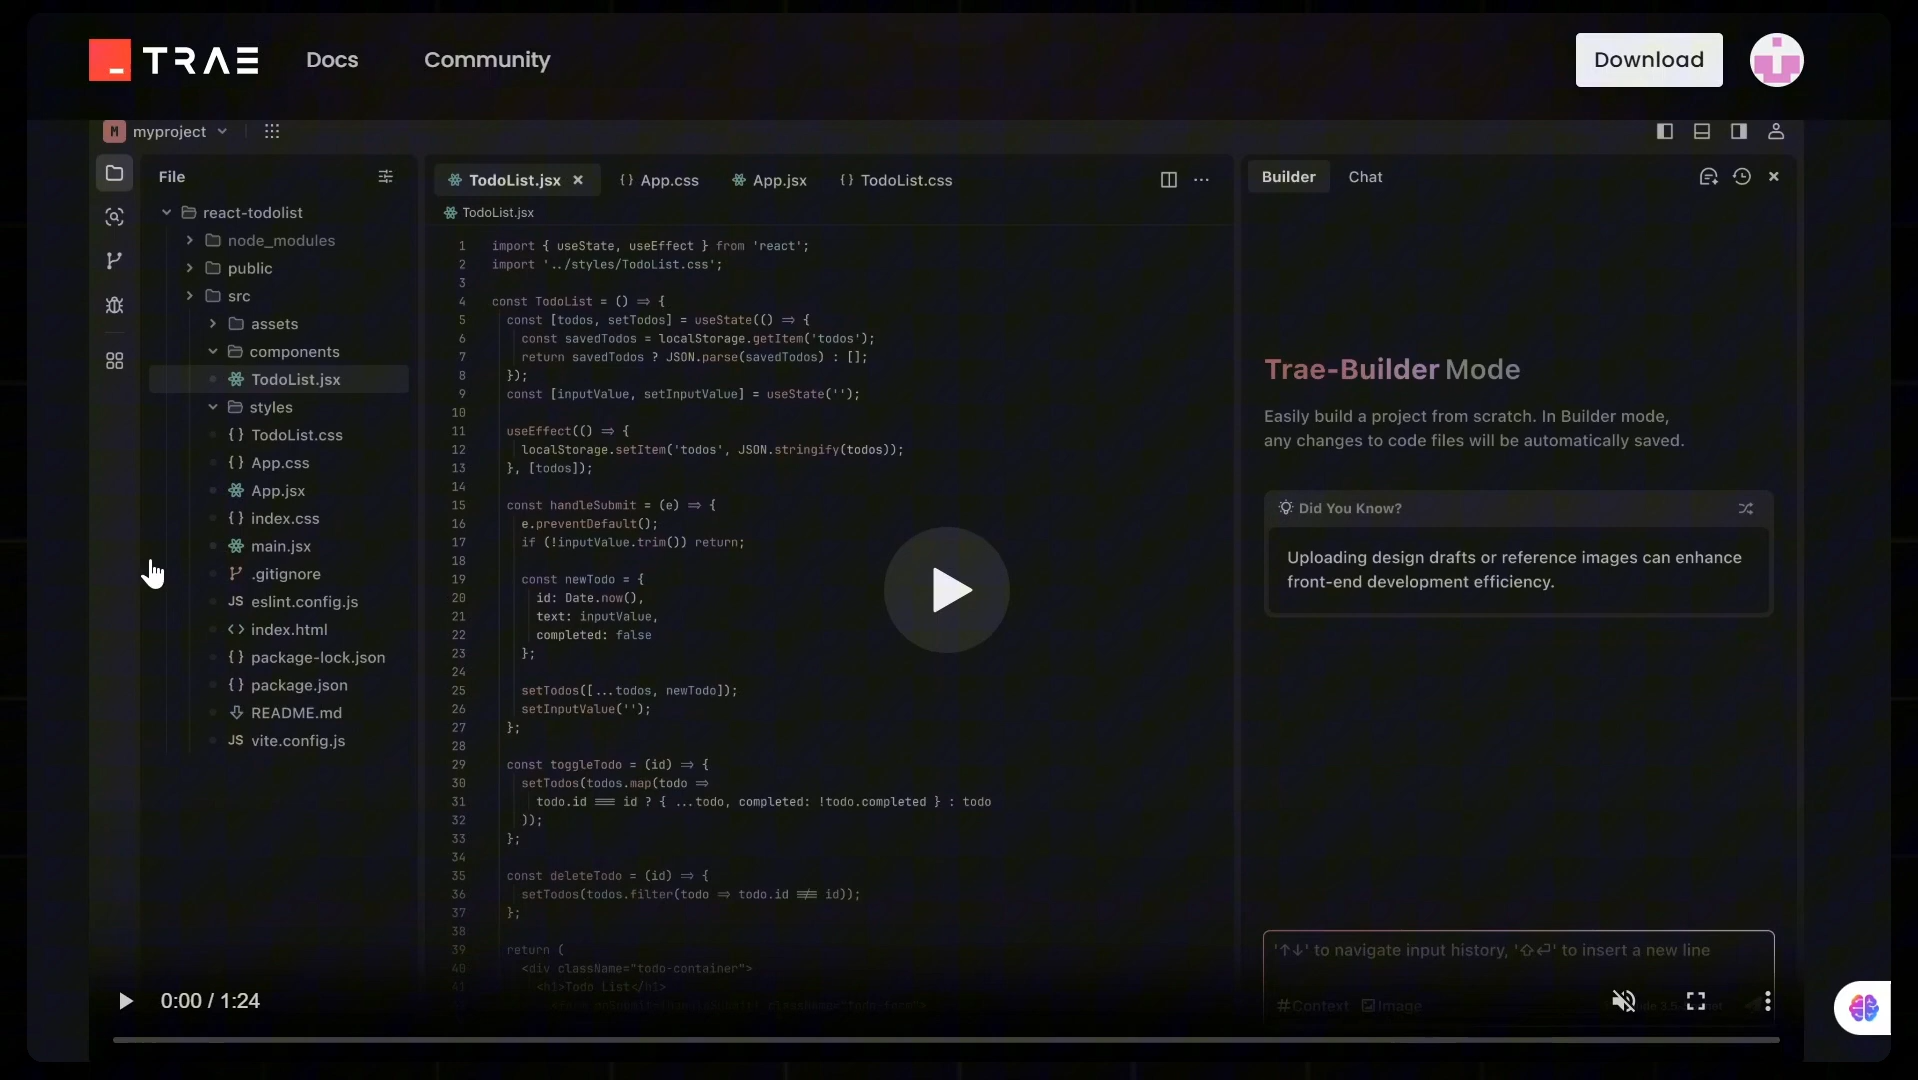 TRAE
Docs
Community
Download
M myproject
File
react-todolist
node_modules
public
src
assets
components
TodoList.jsx
styles
{} TodoList.css
{} App.css
App.jsx
{} index.css
main.jsx
.gitignore
JS eslint.config.js
<> index.html
{} package-lock.json
{} package.json
README.md
JS vite.config.js
TodoList.jsx ×
{} App.css
App.jsx
{} TodoList.css
TodoList.jsx
1 import { useState, useEffect } from 'react';
2 import '../styles/TodoList.css';
3
4 const TodoList = () => {
5 const [todos, setTodos] = useState(() => {
6 const savedTodos = localStorage.getItem('todos');
7 return savedTodos ? JSON.parse(savedTodos) : [];
8 });
9 const [inputValue, setInputValue] = useState('');
10
11 useEffect(() => {
12 localStorage.setItem('todos', JSON.stringify(todos));
13 }, [todos]);
14
15 const handleSubmit = (e) => {
16 e.preventDefault();
17 if (!inputValue.trim()) return;
18
19 const newTodo = {
20 id: Date.now(),
21 text: inputValue,
22 completed: false
23 };
24
25 setTodos([...todos, newTodo]);
26 setInputValue('');
27 };
28
29 const toggleTodo = (id) => {
30 setTodos(todos.map(todo =>
31 todo.id === id ? { ...todo, completed: !todo.completed } : todo
32 ));
33 };
34
35 const deleteTodo = (id) => {
36 setTodos(todos.filter(todo => todo.id !== id));
37 };
38
39 return (
40 <div className="todo-container">
41 <h1>Todo List</h1>
Builder
Chat
Trae-Builder Mode
Easily build a project from scratch. In Builder mode,
any changes to code files will be automatically saved.
Did You Know?
Uploading design drafts or reference images can enhance
front-end development efficiency.
'↑↓' to navigate input history, '⇧⏎' to insert a new line
#Context
Image
0:00 / 1:24